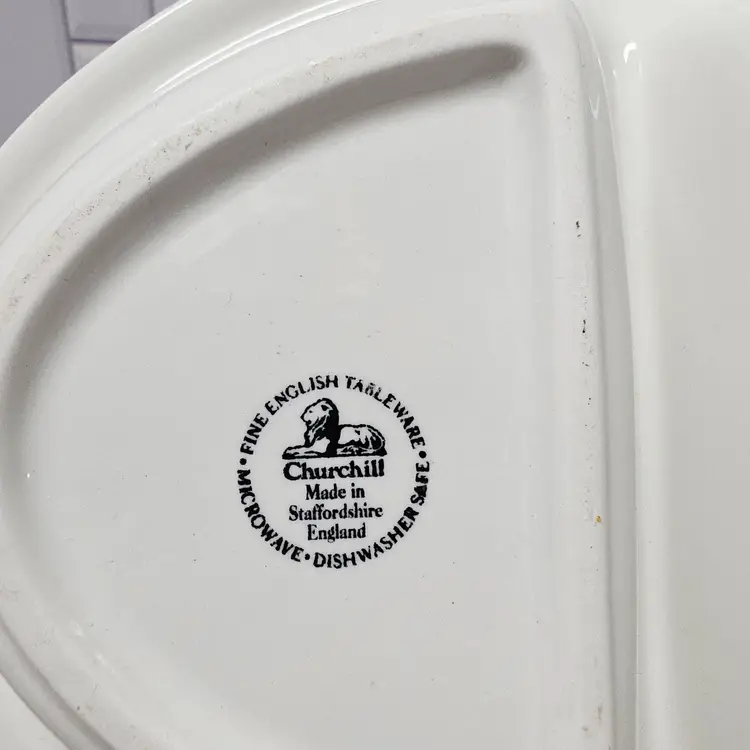 • FINE ENGLISH TABLEWARE •
Churchill
Made in
Staffordshire
England
MICROWAVE • DISHWASHER SAFE